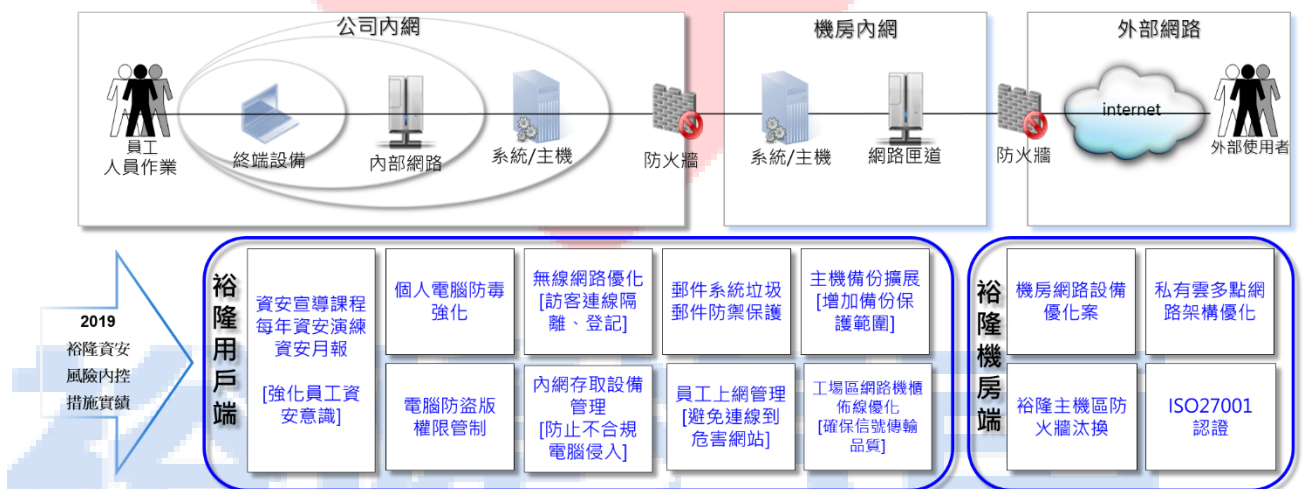 公司內網
機房內網
外部網路
員工
人員作業
終端設備
內部網路
系統/主機
防火牆
系統/主機
網路匣道
防火牆
internet
外部使用者
2019
裕隆資安
風險內控
措施實績
裕隆用戶端
資安宣導課程
每年資安演練
資安月報
[強化員工資
安意識]
個人電腦防毒
強化
無線網路優化
[訪客連線隔
離、登記]
郵件系統垃圾
郵件防禦保護
主機備份擴展
[增加備份保
護範圍]
電腦防盜版
權限管制
內網存取設備
管理
[防止不合規
電腦侵入]
員工上網管理
[避免連線到
危害網站]
工場區網路機櫃
佈線優化
[確保信號傳輸
品質]
裕隆機房端
機房網路設備
優化案
私有雲多點網
路架構優化
裕隆主機區防
火牆汰換
ISO27001
認證